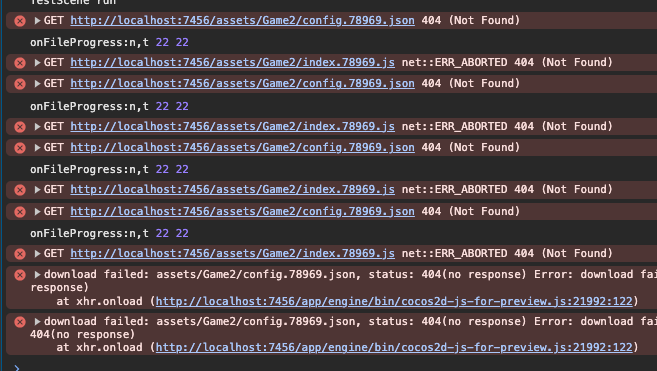 TestScene run
GET http://localhost:7456/assets/Game2/config.78969.json 404 (Not Found)
onFileProgress:n,t 22 22
GET http://localhost:7456/assets/Game2/index.78969.js net::ERR_ABORTED 404 (Not Found)
GET http://localhost:7456/assets/Game2/config.78969.json 404 (Not Found)
onFileProgress:n,t 22 22
GET http://localhost:7456/assets/Game2/index.78969.js net::ERR_ABORTED 404 (Not Found)
GET http://localhost:7456/assets/Game2/config.78969.json 404 (Not Found)
onFileProgress:n,t 22 22
GET http://localhost:7456/assets/Game2/index.78969.js net::ERR_ABORTED 404 (Not Found)
GET http://localhost:7456/assets/Game2/config.78969.json 404 (Not Found)
onFileProgress:n,t 22 22
GET http://localhost:7456/assets/Game2/index.78969.js net::ERR_ABORTED 404 (Not Found)
download failed: assets/Game2/config.78969.json, status: 404(no response) Error: download fai
response)
at xhr.onload (http://localhost:7456/app/engine/bin/cocos2d-js-for-preview.js:21992:122)
download failed: assets/Game2/config.78969.json, status: 404(no response) Error: download fa
404(no response)
at xhr.onload (http://localhost:7456/app/engine/bin/cocos2d-js-for-preview.js:21992:122)